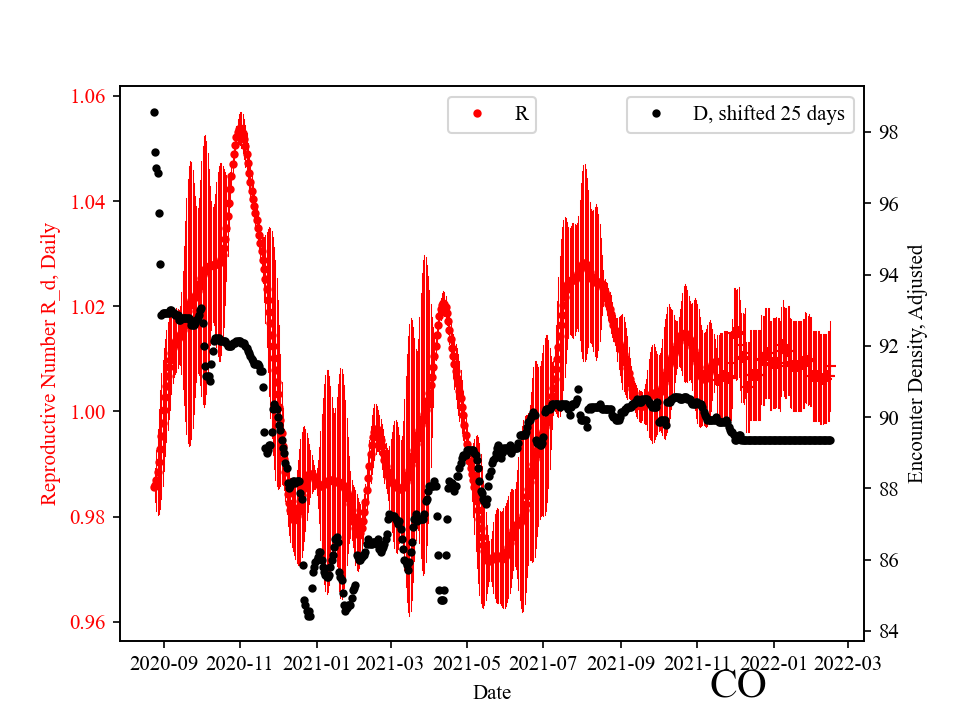 R
D, shifted 25 days
1.06
1.04
1.02
1.00
0.98
0.96
Reproductive Number R_d, Daily
98
96
94
92
90
88
86
84
Encounter Density, Adjusted
2020-09 2020-11 2021-01 2021-03 2021-05 2021-07 2021-09 2021-11 2022-01 2022-03
Date
CO